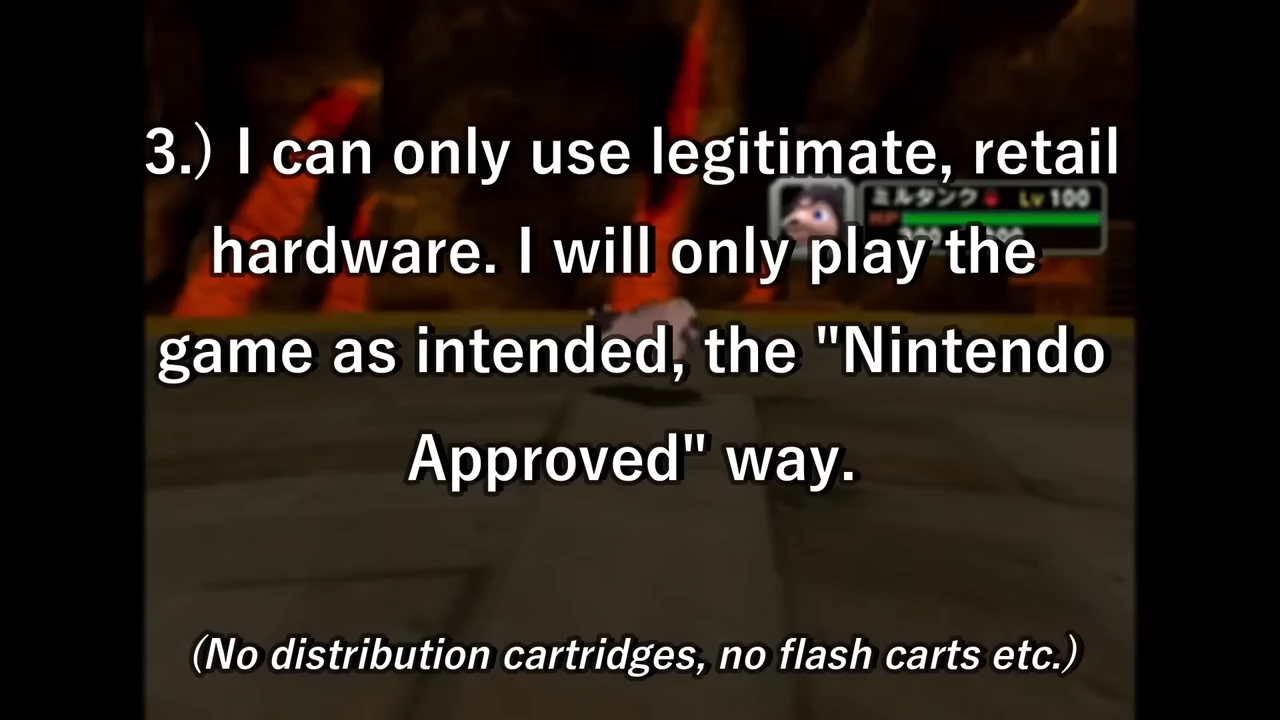 3.) I can only use legitimate, retail
ミルタンク Lv 100
HP
hardware. I will only play the
game as intended, the "Nintendo
Approved" way.
(No distribution cartridges, no flash carts etc.)